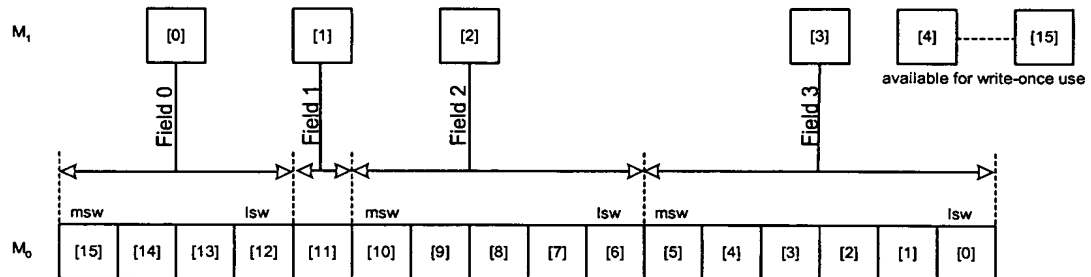 M₁ [0] [1] [2] [3] [4] [15]
available for write-once use
Field 0 Field 1 Field 2 Field 3
msw lsw msw lsw msw lsw
M₀ [15] [14] [13] [12] [11] [10] [9] [8] [7] [6] [5] [4] [3] [2] [1] [0]